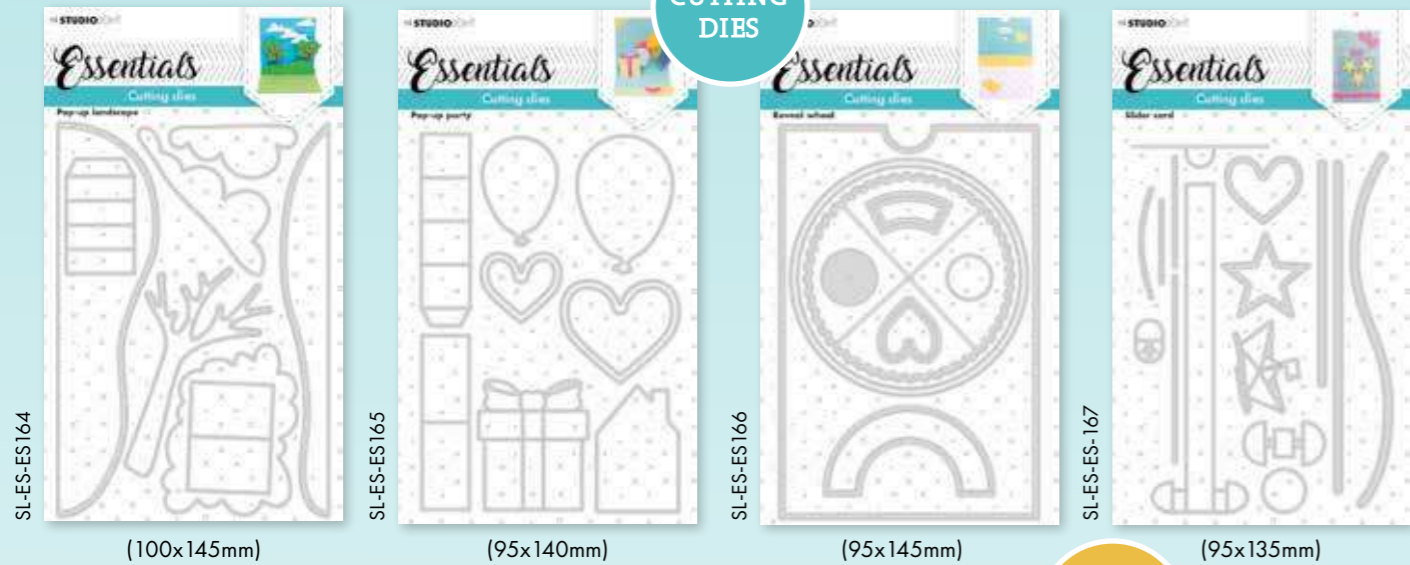 CUTTING
DIES
STUDIO
Essentials
Cutting dies
Pop-up landscape
SL-ES-ES164
(100x145mm)
STUDIO
Essentials
Cutting dies
Pop-up party
SL-ES-ES165
(95x140mm)
Essentials
Cutting dies
Reveal wheel
SL-ES-ES166
(95x145mm)
STUDIO
Essentials
Cutting dies
Slider card
SL-ES-ES-167
(95x135mm)